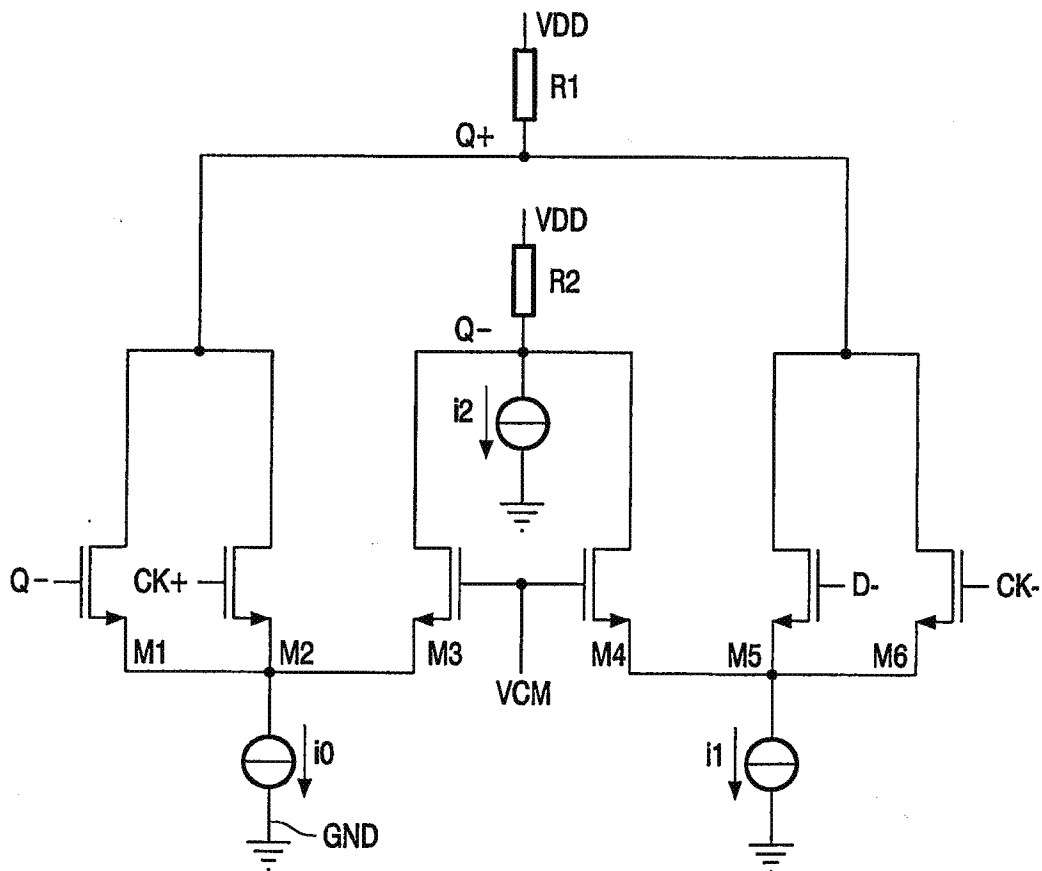 VDD
R1
Q+
VDD
R2
Q-
i2
Q-
CK+
D-
CK-
M1
M2
M3
M4
M5
M6
VCM
i0
i1
GND